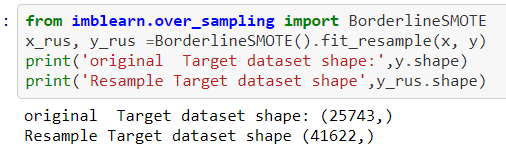 : from imblearn.over_sampling import BorderlineSMOTE
x_rus, y_rus =BorderlineSMOTE().fit_resample(x, y)
print('original  Target dataset shape:',y.shape)
print('Resample Target dataset shape',y_rus.shape)
original  Target dataset shape: (25743,)
Resample Target dataset shape (41622,)